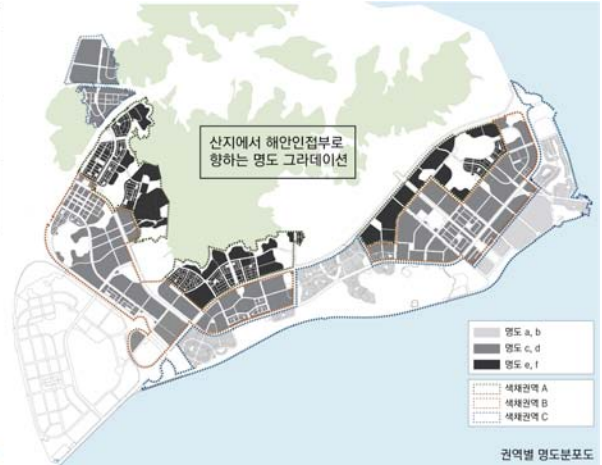 산지에서 해안인접부로
향하는 명도 그라데이션
명도 a, b
명도 c, d
명도 e, f
색채권역 A
색채권역 B
색채권역 C
권역별 명도분포도